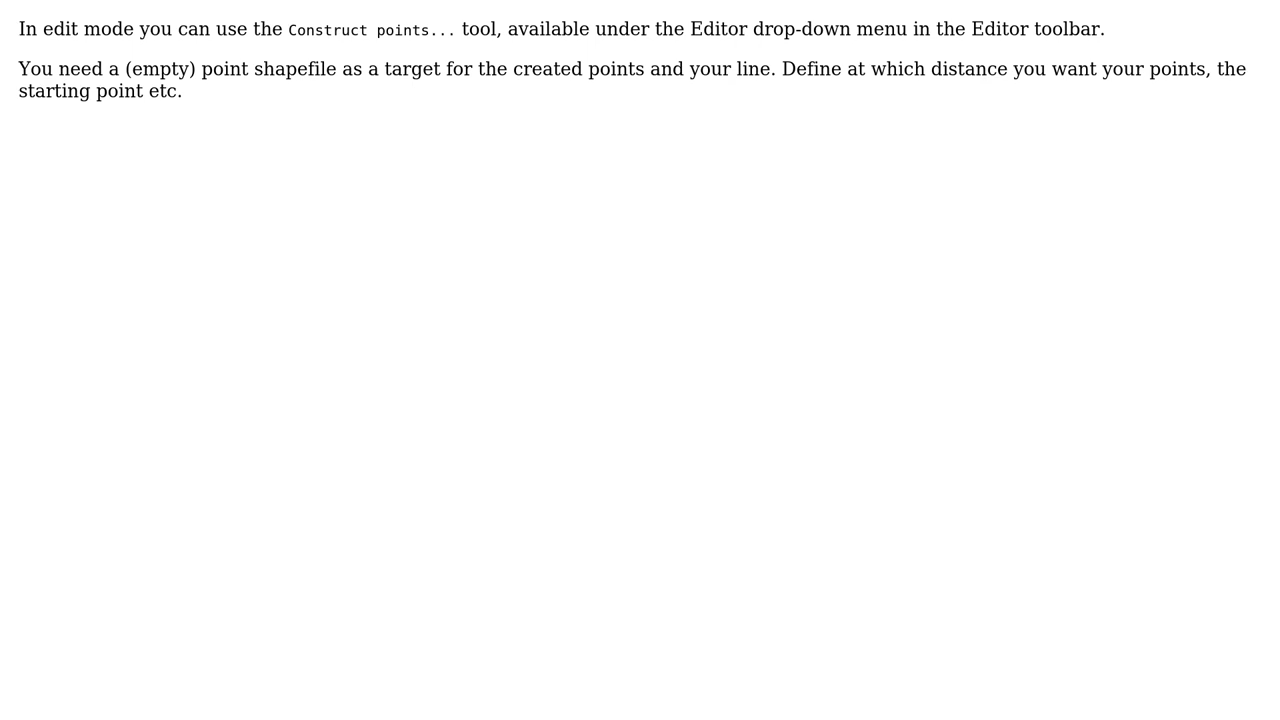 In edit mode you can use the Construct points... tool, available under the Editor drop-down menu in the Editor toolbar.
You need a (empty) point shapefile as a target for the created points and your line. Define at which distance you want your points, the
starting point etc.